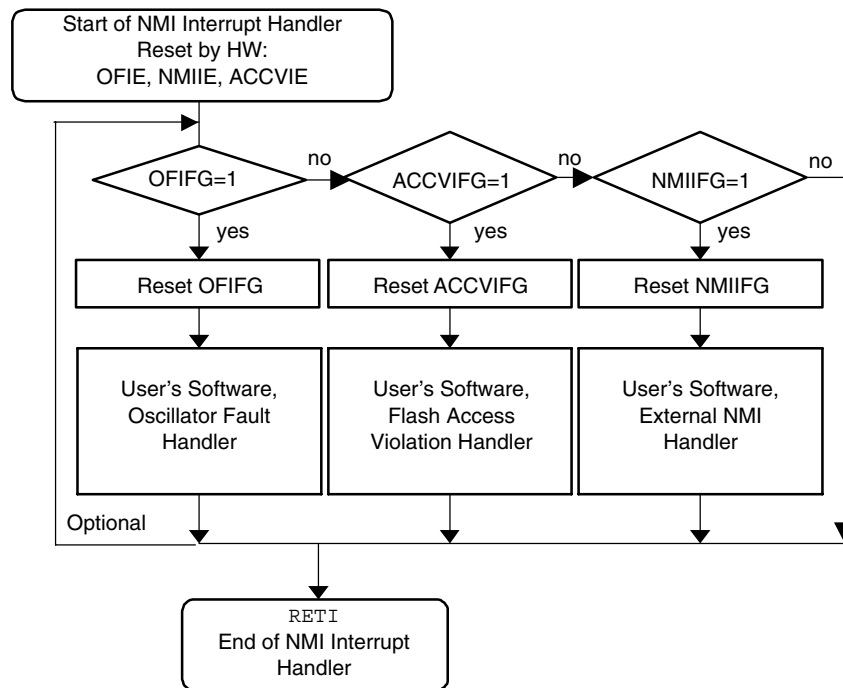 Start of NMI Interrupt Handler
Reset by HW:
OFIE, NMIIE, ACCVIE
no
no
no
OFIFG=1
ACCVIFG=1
NMIIFG=1
yes
yes
yes
Reset OFIFG
Reset ACCVIFG
Reset NMIIFG
User's Software,
Oscillator Fault
Handler
User's Software,
Flash Access
Violation Handler
User's Software,
External NMI
Handler
Optional
RETI
End of NMI Interrupt
Handler